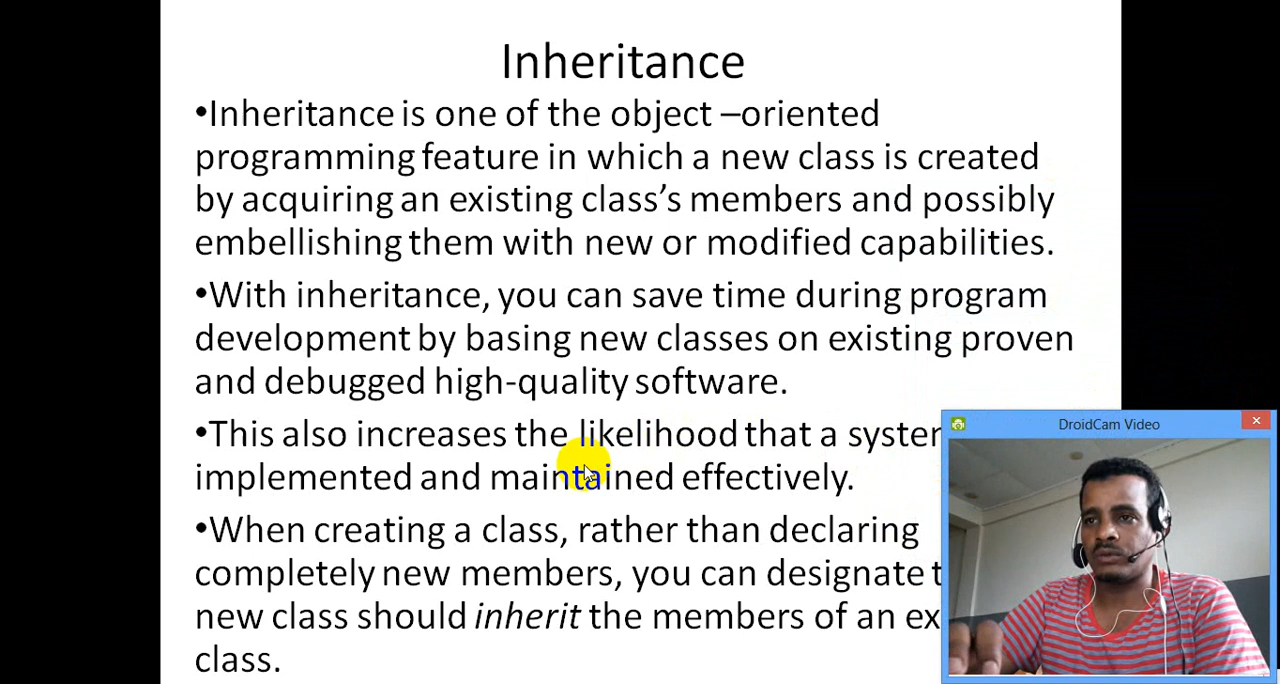 Inheritance
•Inheritance is one of the object –oriented
programming feature in which a new class is created
by acquiring an existing class’s members and possibly
embellishing them with new or modified capabilities.
•With inheritance, you can save time during program
development by basing new classes on existing proven
and debugged high-quality software.
•This also increases the likelihood that a
implemented and maintained effectively.
•When creating a class, rather than declaring
completely new members, you can designate
new class should inherit the members of an
class.
DroidCam Video